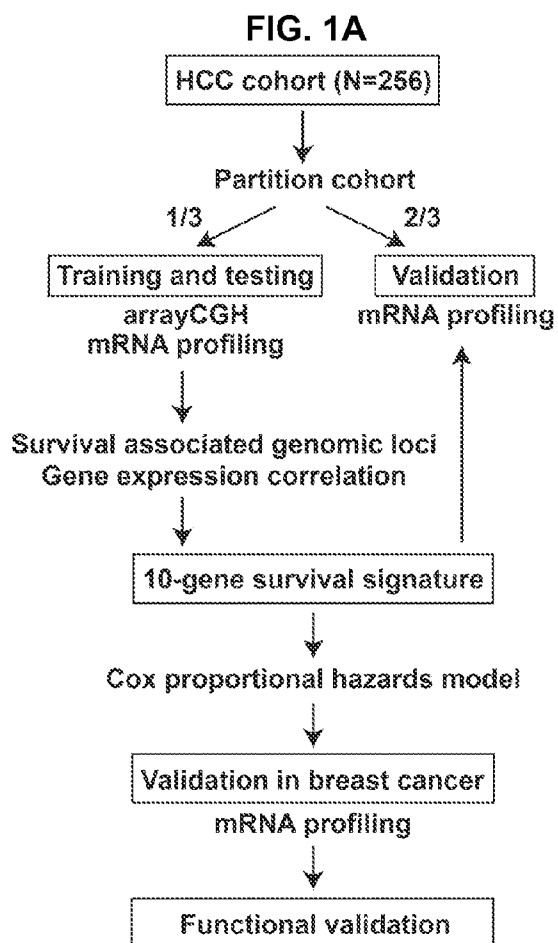 FIG. 1A
HCC cohort (N=256)
Partition cohort
1/3
2/3
Training and testing
arrayCGH
mRNA profiling
Validation
mRNA profiling
Survival associated genomic loci
Gene expression correlation
10-gene survival signature
Cox proportional hazards model
Validation in breast cancer
mRNA profiling
Functional validation